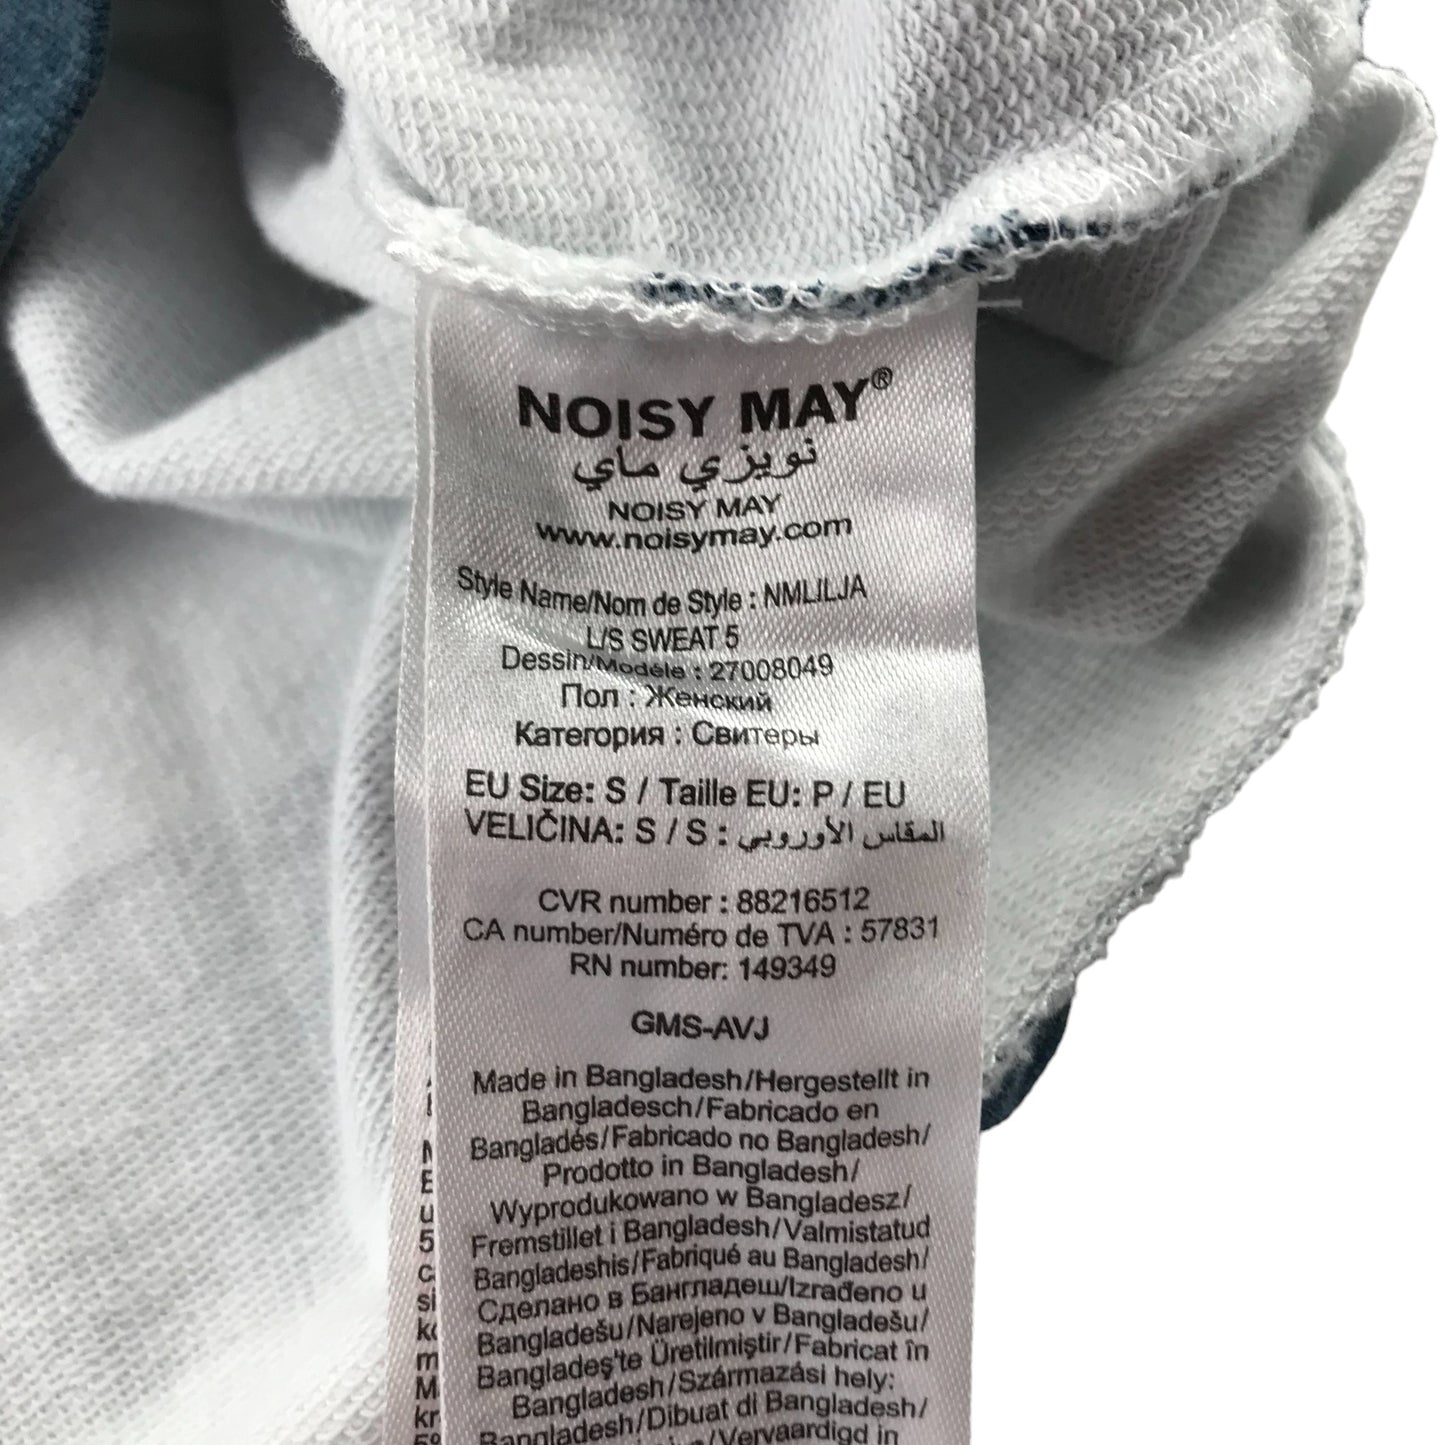 NOISY MAY®
نويزي ماي
NOISY MAY
www.noisymay.com
Style Name/Nom de Style : NMLILJA
L/S SWEAT 5
Dessin/Modèle : 27008049
Пол : Женский
Категория : Свитеры
EU Size: S / Taille EU: P / EU
VELIČINA: S / S : المقاس الأوروبي
CVR number : 88216512
CA number/Numéro de TVA : 57831
RN number: 149349
GMS-AVJ
Made in Bangladesh/Hergestellt in
Bangladesch/Fabricado en
Bangladés/Fabricado no Bangladesh/
Prodotto in Bangladesh/
Wyprodukowano w Bangladesz/
Fremstillet i Bangladesh/Valmistatud
Bangladeshis/Fabriqué au Bangladesh/
Сделано в Бангладеш/Izrađeno u
Bangladešu/Narejeno v Bangladešu/
Bangladeş'te Üretilmiştir/Fabricat în
Bangladesh/Származási hely:
Bangladesh/Dibuat di Bangladesh/
/Vervaardigd in